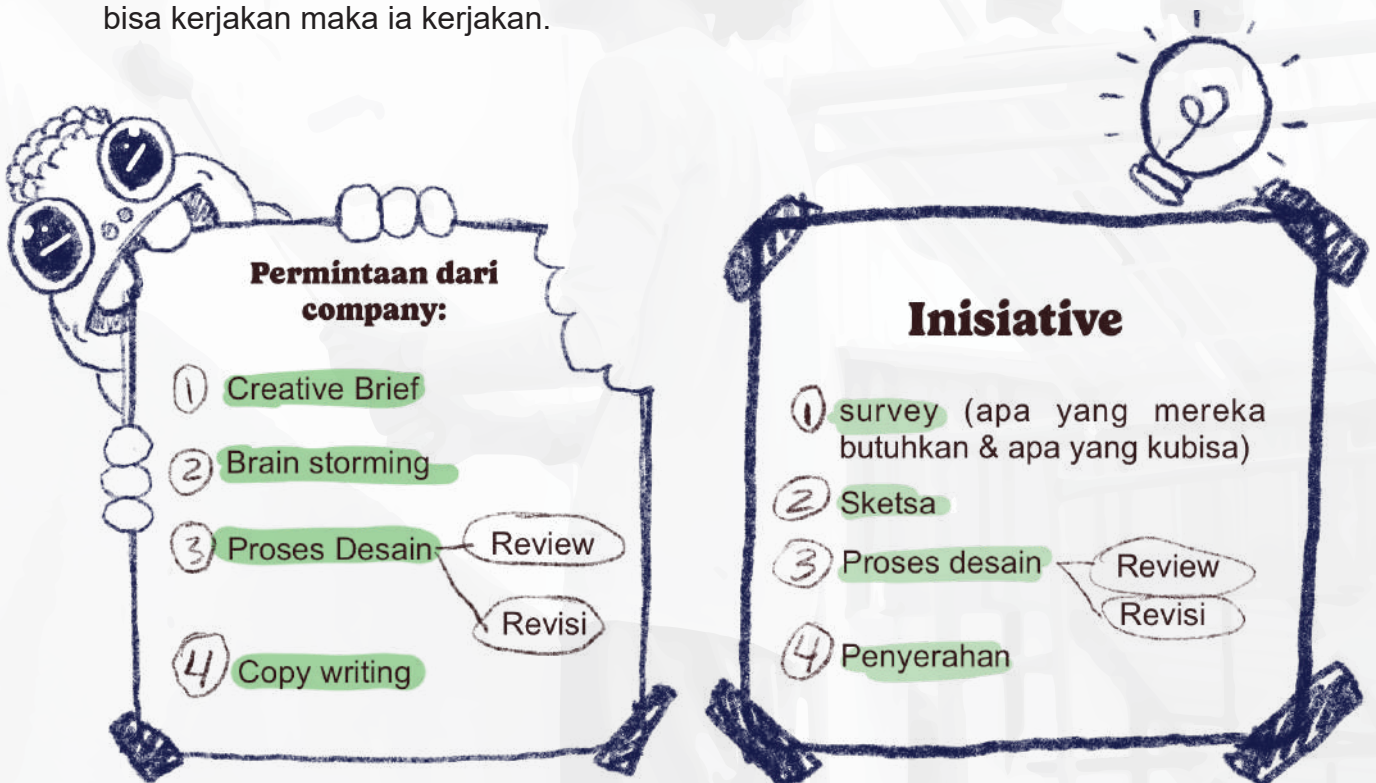 bisa kerjakan maka ia kerjakan.
Permintaan dari
company:
1 Creative Brief
2 Brain storming
3 Proses Desain Review
Revisi
4 Copy writing
Inisiative
1 survey (apa yang mereka
butuhkan & apa yang kubisa)
2 Sketsa
3 Proses desain Review
Revisi
4 Penyerahan